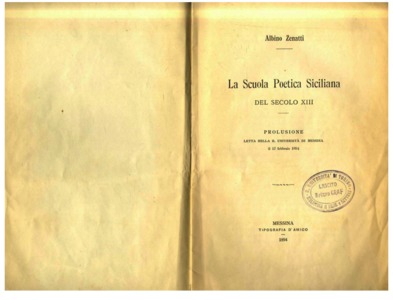 Albino Zenatti
La Scuola Poetica Siciliana
DEL SECOLO XIII
PROLUSIONE
LETTA NELLA R. UNIVERSITÀ DI MESSINA
il 12 febbraio 1894
MESSINA
TIPOGRAFIA D'AMICO
1894